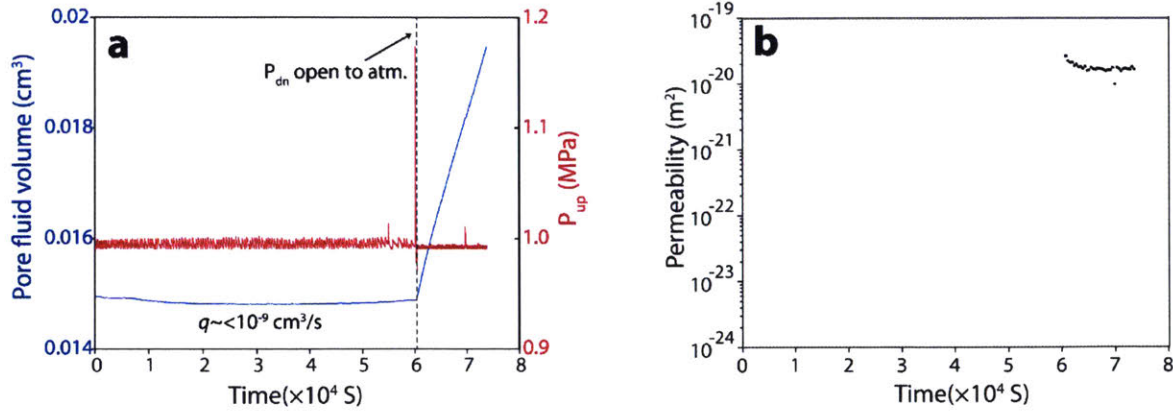 a
Pore fluid volume (cm³)
0.02
0.018
0.016
0.014
P_dn open to atm.
q~<10⁻⁹ cm³/s
1.2
1.1
1.0
0.9
P_up (MPa)
0 1 2 3 4 5 6 7 8
Time(×10⁴ S)
b
Permeability (m²)
10⁻¹⁹
10⁻²⁰
10⁻²¹
10⁻²²
10⁻²³
10⁻²⁴
0 1 2 3 4 5 6 7 8
Time(×10⁴ S)